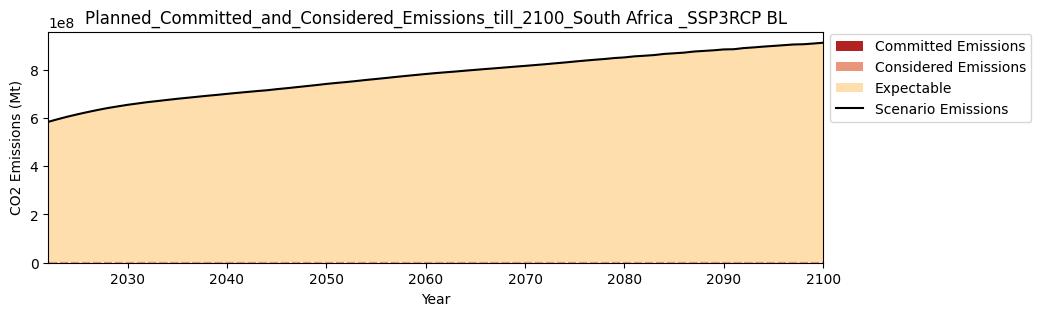 Planned_Committed_and_Considered_Emissions_till_2100_South Africa _SSP3RCP BL
1e8
8
6
4
2
0
CO2 Emissions (Mt)
2030 2040 2050 2060 2070 2080 2090 2100
Year
Committed Emissions
Considered Emissions
Expectable
Scenario Emissions